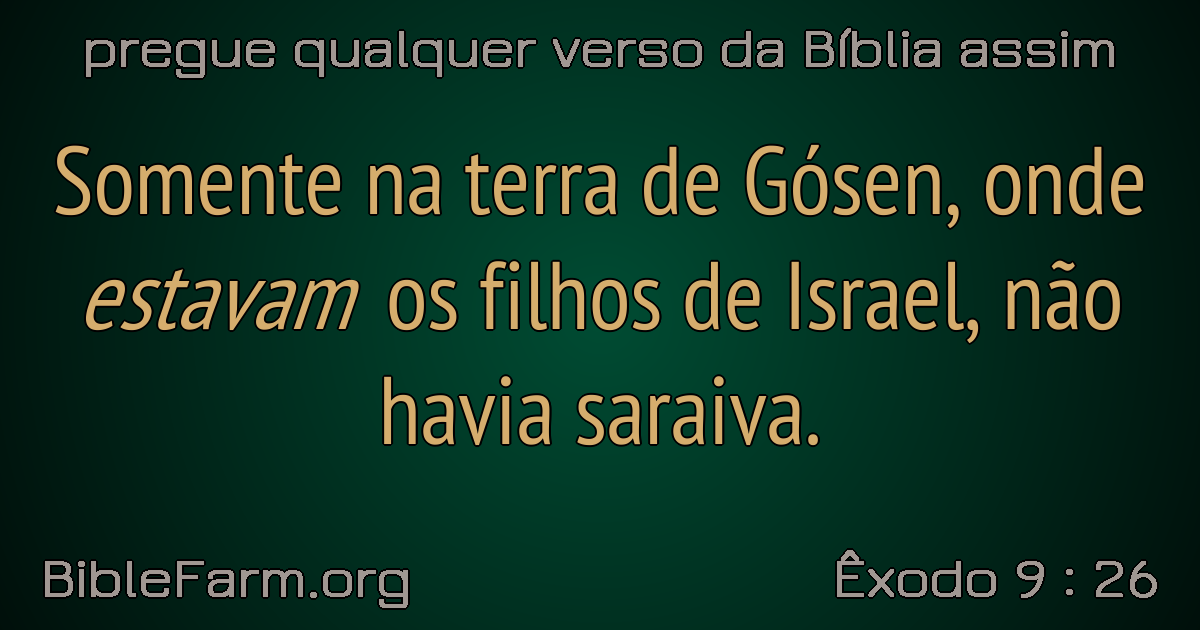 pregue qualquer verso da Bíblia assim
Somente na terra de Gósen, onde
estavam os filhos de Israel, não
havia saraiva.
BibleFarm.org
Êxodo 9 : 26